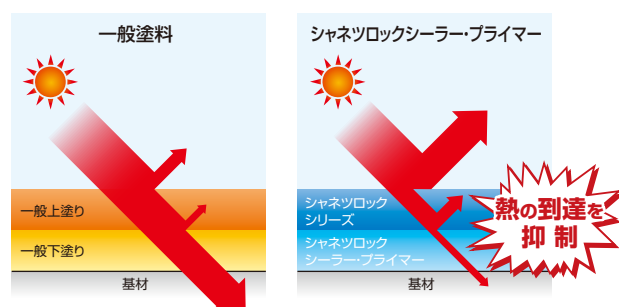 一般塗料
一般上塗り
一般下塗り
基材
シャネツロックシーラー・プライマー
シャネツロック
シリーズ
シャネツロック
シーラー・プライマー
基材
熱の到達を
抑制